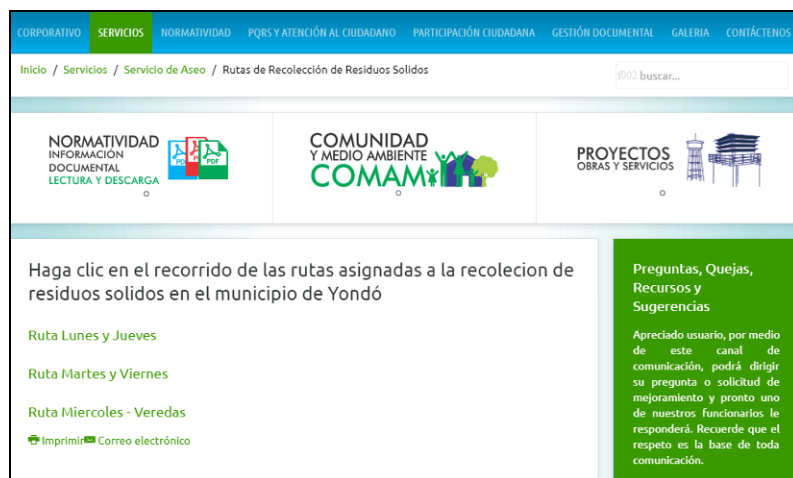 CORPORATIVO SERVICIOS NORMATIVIDAD PQRS Y ATENCIÓN AL CIUDADANO PARTICIPACIÓN CIUDADANA GESTIÓN DOCUMENTAL GALERIA CONTÁCTENOS
Inicio / Servicios / Servicio de Aseo / Rutas de Recolección de Residuos Solidos
f002 buscar...
NORMATIVIDAD
INFORMACIÓN
DOCUMENTAL
LECTURA Y DESCARGA
PDF PDF PDF
COMUNIDAD
Y MEDIO AMBIENTE
COMAM
PROYECTOS
OBRAS Y SERVICIOS
Haga clic en el recorrido de las rutas asignadas a la recolecion de
residuos solidos en el municipio de Yondó
Ruta Lunes y Jueves
Ruta Martes y Viernes
Ruta Miercoles - Veredas
Imprimir Correo electrónico
Preguntas, Quejas,
Recursos y
Sugerencias
Apreciado usuario, por medio
de este canal de
comunicación, podrá dirigir
su pregunta o solicitud de
mejoramiento y pronto uno
de nuestros funcionarios le
responderá. Recuerde que el
respeto es la base de toda
comunicación.